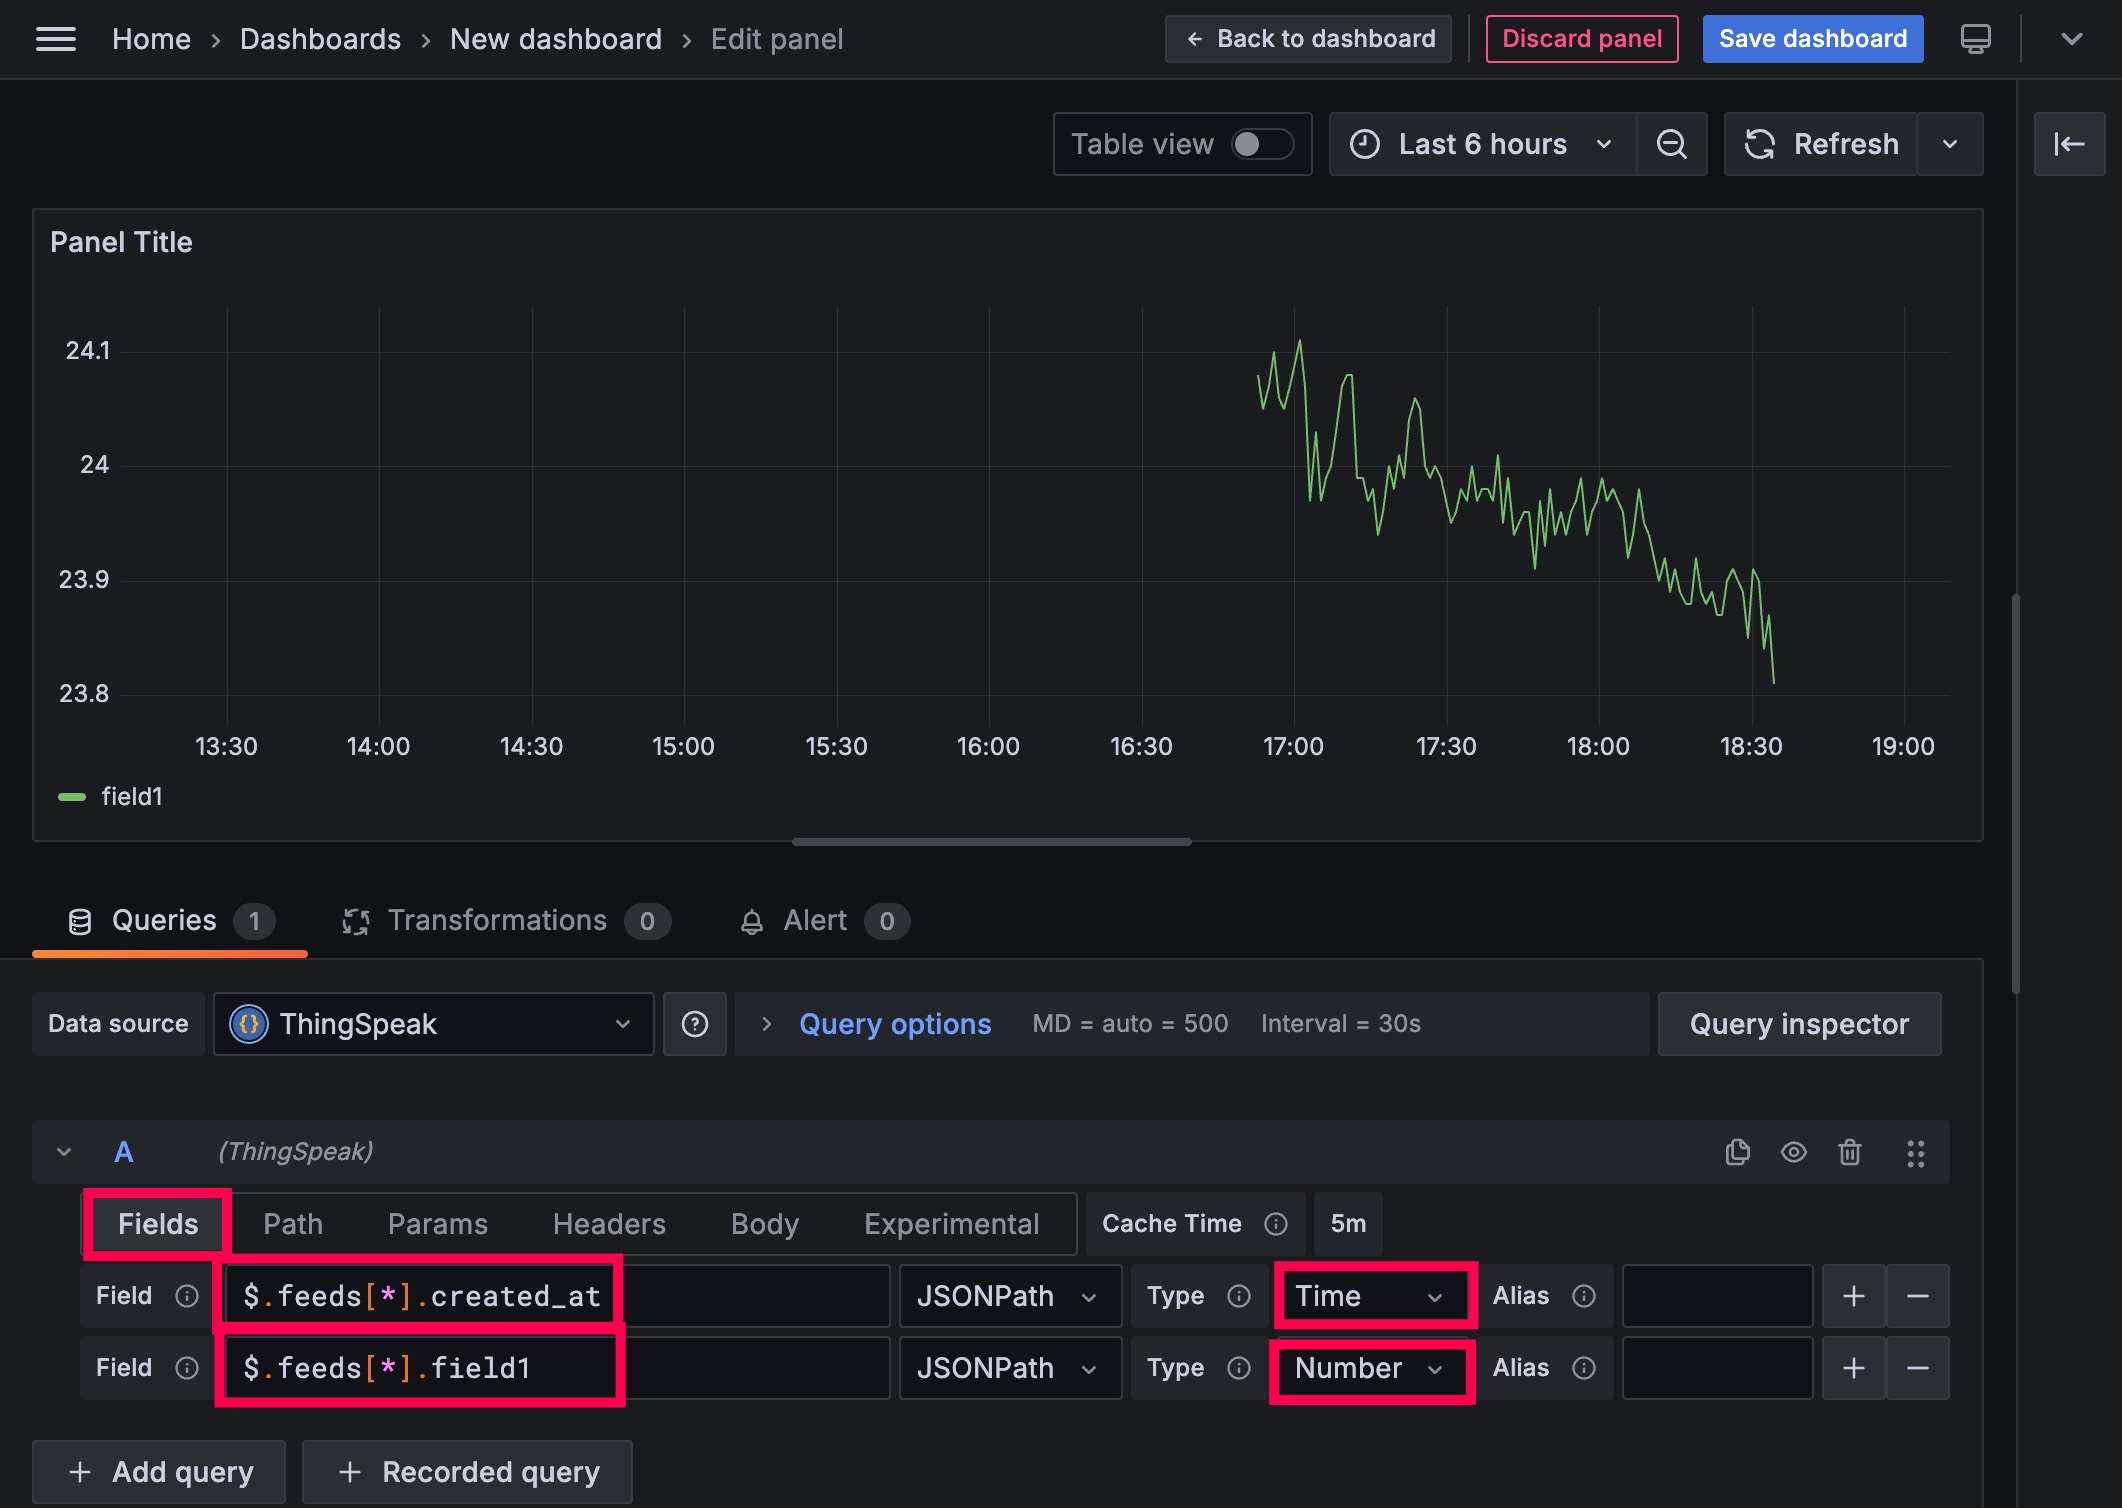 Home › Dashboards › New dashboard › Edit panel
← Back to dashboard
Discard panel
Save dashboard
Table view
Last 6 hours
Refresh
Panel Title
24.1
24
23.9
23.8
13:30 14:00 14:30 15:00 15:30 16:00 16:30 17:00 17:30 18:00 18:30 19:00
field1
Queries 1
Transformations 0
Alert 0
Data source
{} ThingSpeak
Query options MD = auto = 500 Interval = 30s
Query inspector
A (ThingSpeak)
Fields Path Params Headers Body Experimental Cache Time 5m
Field $.feeds[*].created_at JSONPath Type Time Alias + −
Field $.feeds[*].field1 JSONPath Type Number Alias + −
+ Add query
+ Recorded query